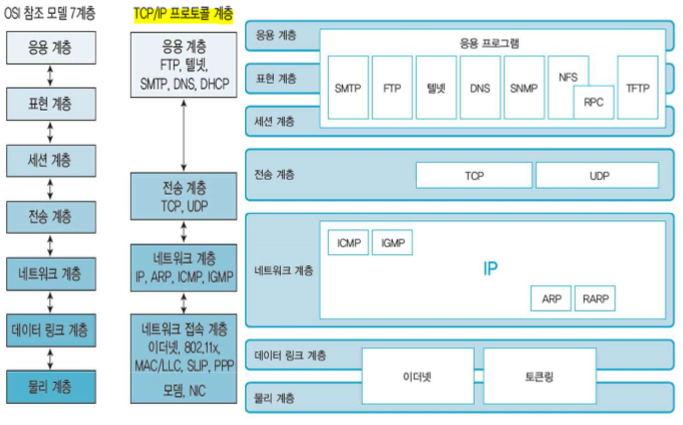 OSI 참조 모델 7계층
응용 계층
표현 계층
세션 계층
전송 계층
네트워크 계층
데이터 링크 계층
물리 계층
TCP/IP 프로토콜 계층
응용 계층
FTP, 텔넷,
SMTP, DNS, DHCP
전송 계층
TCP, UDP
네트워크 계층
IP, ARP, ICMP, IGMP
네트워크 접속 계층
이더넷, 802.11x,
MAC/LLC, SLIP, PPP
모뎀, NIC
응용 계층
응용 프로그램
표현 계층
SMTP
FTP
텔넷
DNS
SNMP
NFS
RPC
TFTP
세션 계층
전송 계층
TCP
UDP
네트워크 계층
ICMP
IGMP
IP
ARP
RARP
데이터 링크 계층
이더넷
토큰링
물리 계층